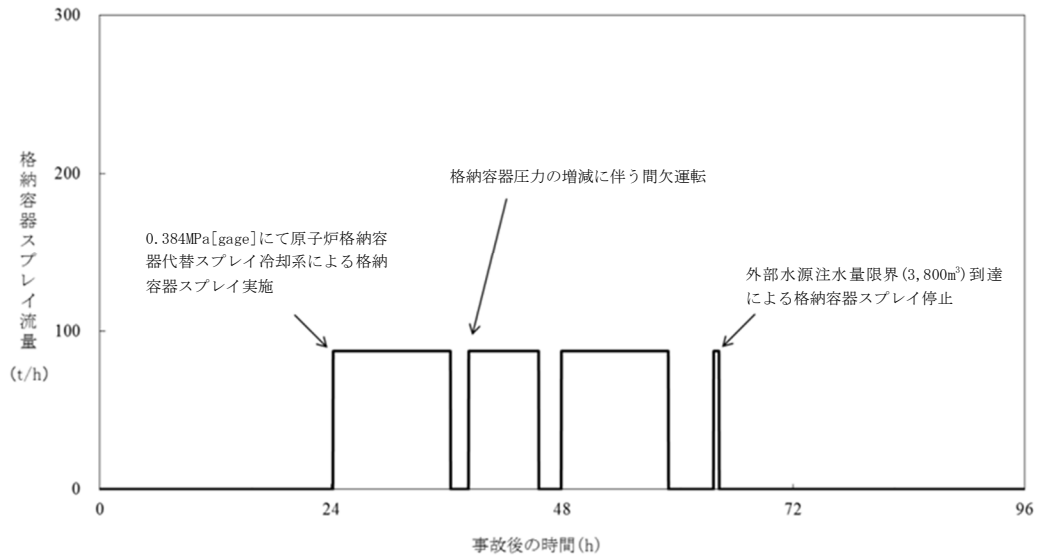 300
200
100
0
格納容器スプレイ流量
(t/h)
格納容器圧力の増減に伴う間欠運転
0.384MPa[gage]にて原子炉格納容
器代替スプレイ冷却系による格納
容器スプレイ実施
外部水源注水量限界(3,800m³)到達
による格納容器スプレイ停止
0
24
48
72
96
事故後の時間(h)